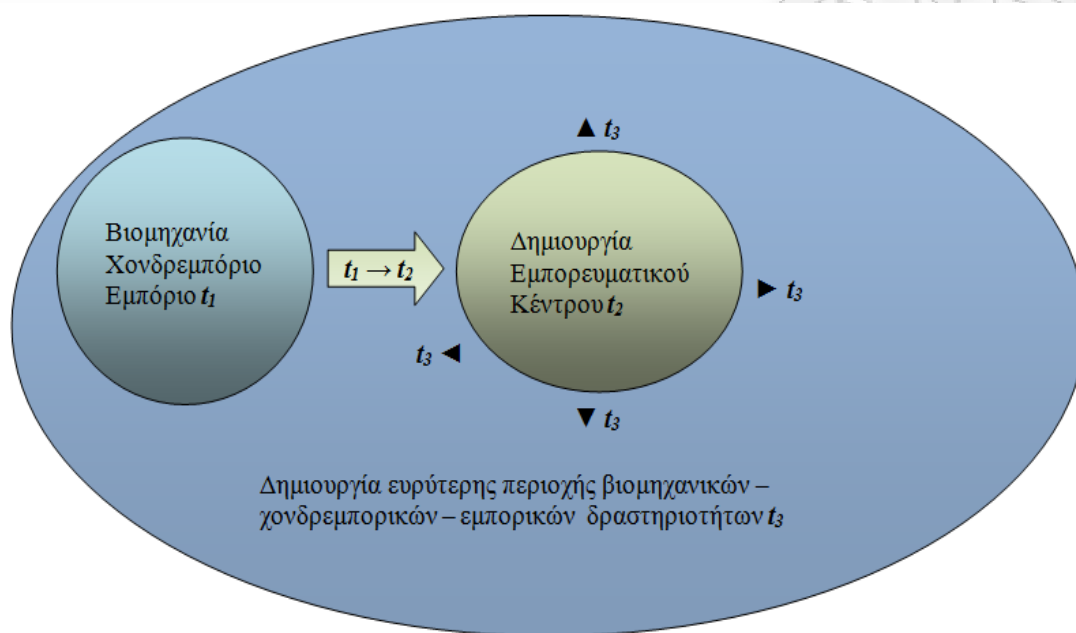 ▲ t₃
Βιομηχανία
Χονδρεμπόριο
Εμπόριο t₁
t₁ → t₂
Δημιουργία
Εμπορευματικού
Κέντρου t₂
► t₃
t₃ ◄
▼ t₃
Δημιουργία ευρύτερης περιοχής βιομηχανικών –
χονδρεμπορικών – εμπορικών δραστηριοτήτων t₃